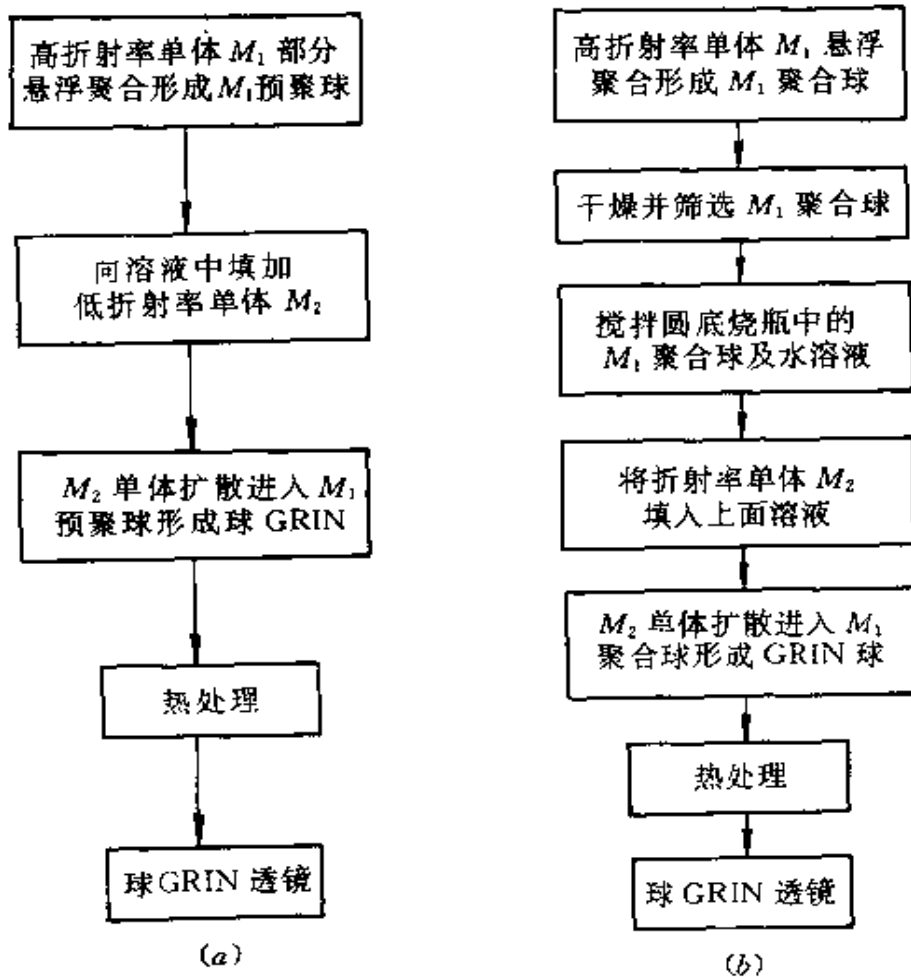 高折射率单体 M₁ 部分
悬浮聚合形成M₁预聚球
向溶液中填加
低折射率单体 M₂
M₂ 单体扩散进入 M₁
预聚球形成球 GRIN
热处理
球GRIN 透镜
(a)
高折射率单体 M₁ 悬浮
聚合形成 M₁ 聚合球
干燥并筛选 M₁ 聚合球
搅拌圆底烧瓶中的
M₁ 聚合球及水溶液
将折射率单体 M₂
填入上面溶液
M₂ 单体扩散进入 M₁
聚合球形成 GRIN 球
热处理
球 GRIN 透镜
(b)